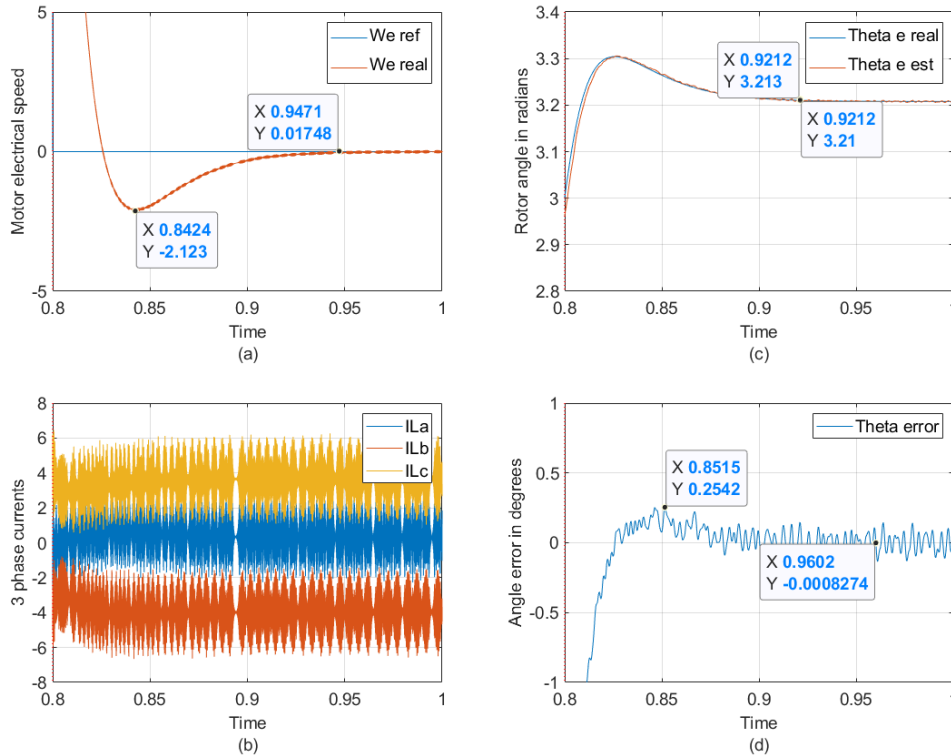 5
0
-5
0.8
0.85
0.9
0.95
1
Motor electrical speed
Time
(a)
We ref
We real
X 0.9471
Y 0.01748
X 0.8424
Y -2.123
3.4
3.3
3.2
3.1
3
2.9
2.8
0.8
0.85
0.9
0.95
1
Rotor angle in radians
Time
(c)
Theta e real
Theta e est
X 0.9212
Y 3.213
X 0.9212
Y 3.21
8
6
4
2
0
-2
-4
-6
-8
0.8
0.85
0.9
0.95
1
3 phase currents
Time
(b)
ILa
ILb
ILc
1
0.5
0
-0.5
-1
0.8
0.85
0.9
0.95
1
Angle error in degrees
Time
(d)
Theta error
X 0.8515
Y 0.2542
X 0.9602
Y -0.0008274